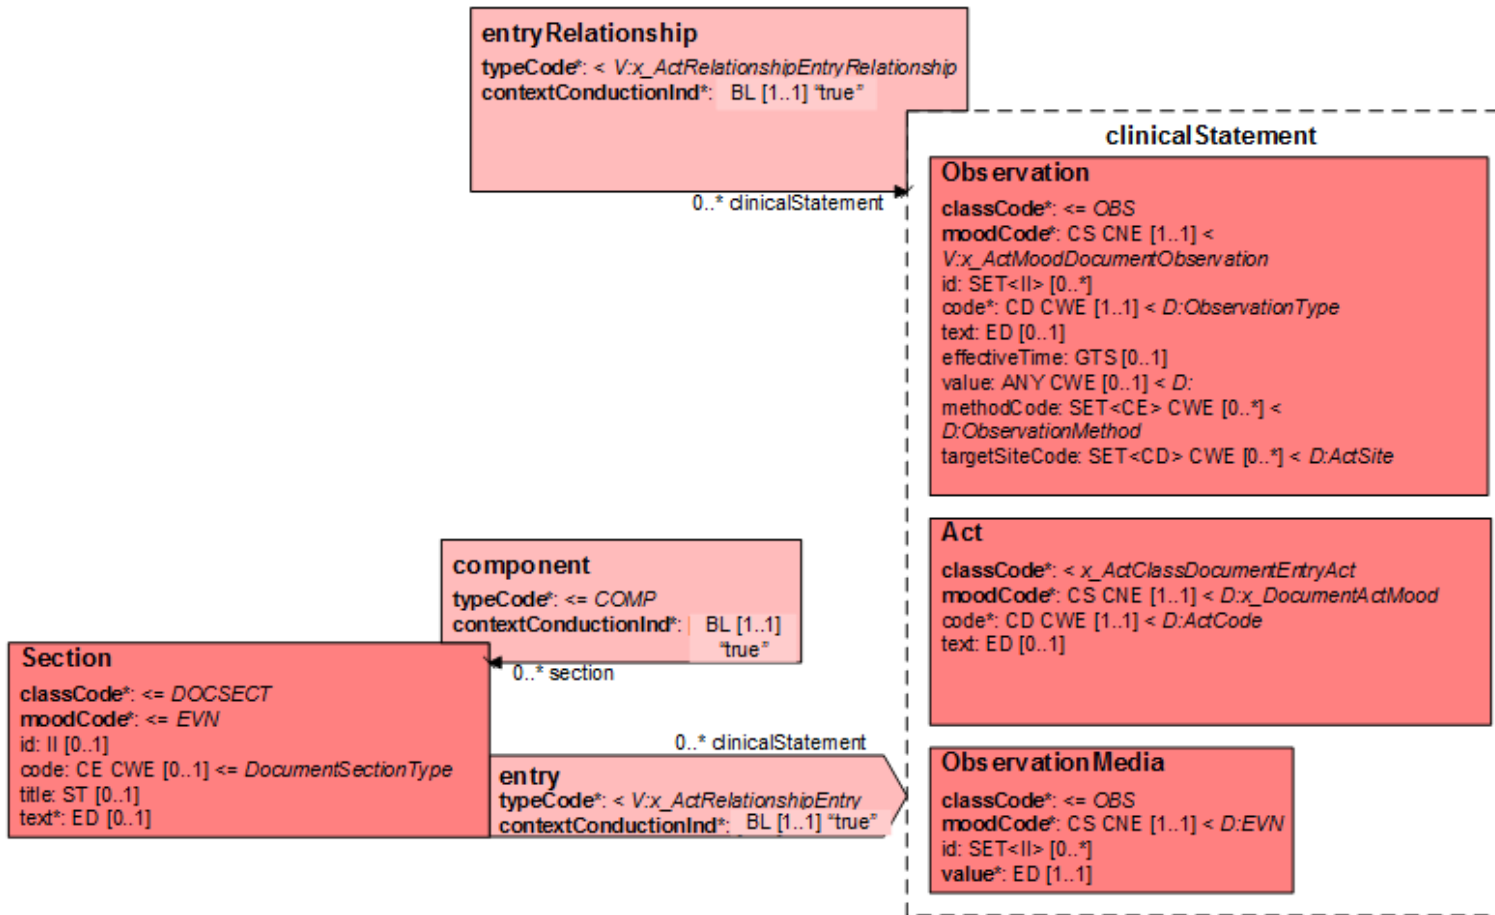 entryRelationship
typeCode*: < V:x_ActRelationshipEntryRelationship
contextConductionInd*: BL [1..1] “true”
0..* clinicalStatement
clinicalStatement
Observation
classCode*: <= OBS
moodCode*: CS CNE [1..1] <
V:x_ActMoodDocumentObservation
id: SET<II> [0..*]
code*: CD CWE [1..1] < D:ObservationType
text: ED [0..1]
effectiveTime: GTS [0..1]
value: ANY CWE [0..1] < D:
methodCode: SET<CE> CWE [0..*] <
D:ObservationMethod
targetSiteCode: SET<CD> CWE [0..*] < D:ActSite
Act
classCode*: < x_ActClassDocumentEntryAct
moodCode*: CS CNE [1..1] < D:x_DocumentActMood
code*: CD CWE [1..1] < D:ActCode
text: ED [0..1]
component
typeCode*: <= COMP
contextConductionInd*: BL [1..1]
“true”
0..* section
Section
classCode*: <= DOCSECT
moodCode*: <= EVN
id: II [0..1]
code: CE CWE [0..1] <= DocumentSectionType
title: ST [0..1]
text*: ED [0..1]
0..* clinicalStatement
entry
typeCode*: < V:x_ActRelationshipEntry
contextConductionInd*: BL [1..1] “true”
ObservationMedia
classCode*: <= OBS
moodCode*: CS CNE [1..1] < D:EVN
id: SET<II> [0..*]
value*: ED [1..1]